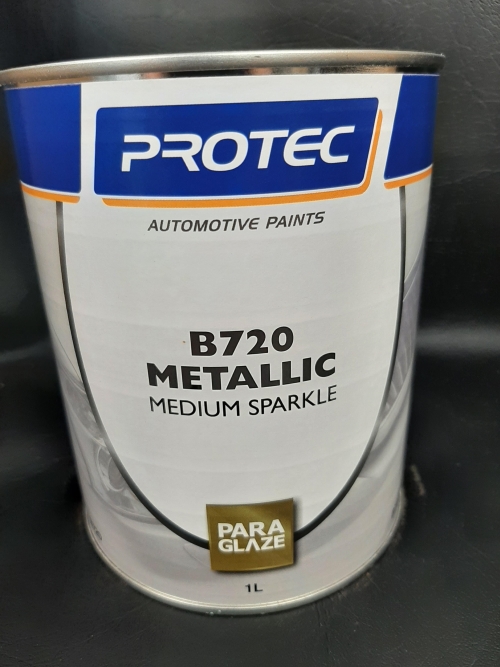 PROTEC
AUTOMOTIVE PAINTS
B720
METALLIC
MEDIUM SPARKLE
PARA
GLAZE
1L